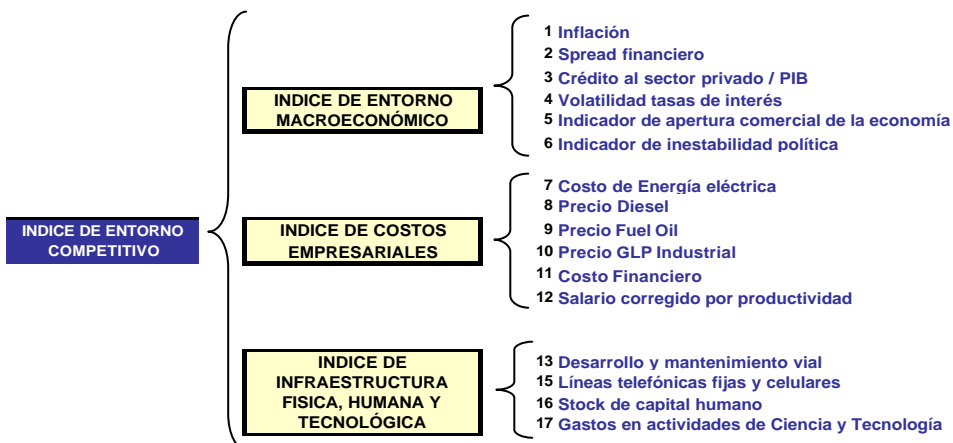 INDICE DE ENTORNO
COMPETITIVO
INDICE DE ENTORNO
MACROECONÓMICO
1 Inflación
2 Spread financiero
3 Crédito al sector privado / PIB
4 Volatilidad tasas de interés
5 Indicador de apertura comercial de la economía
6 Indicador de inestabilidad política
INDICE DE COSTOS
EMPRESARIALES
7 Costo de Energía eléctrica
8 Precio Diesel
9 Precio Fuel Oil
10 Precio GLP Industrial
11 Costo Financiero
12 Salario corregido por productividad
INDICE DE
INFRAESTRUCTURA
FISICA, HUMANA Y
TECNOLÓGICA
13 Desarrollo y mantenimiento vial
15 Líneas telefónicas fijas y celulares
16 Stock de capital humano
17 Gastos en actividades de Ciencia y Tecnología